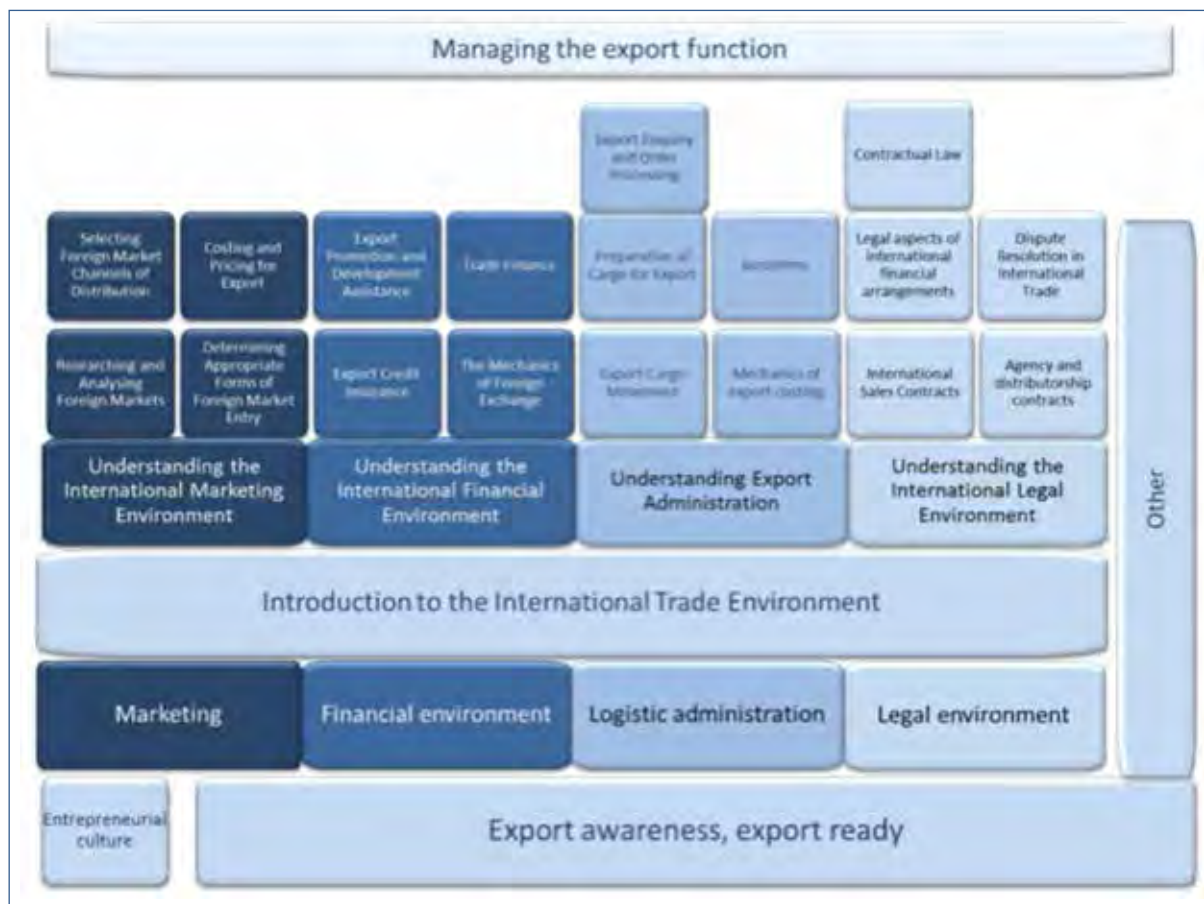 Managing the export function
Export Enquiry
and Order
Processing
Contractual Law
Selecting
Foreign Market
Channels of
Distribution
Costing and
Pricing for
Export
Export
Promotion and
Development
Assistance
Trade Finance
Preparation of
Cargo for Export
Legal aspects of
international
financial
arrangements
Dispute
Resolution in
International
Trade
Researching and
Analysing
Foreign Markets
Determining
Appropriate
Forms of
Foreign Market
Entry
Export Credit
Insurance
The Mechanics
of Foreign
Exchange
Export Cargo
Movement
Mechanics of
export costing
International
Sales Contracts
Agency and
distributorship
contracts
Understanding the
International Marketing
Environment
Understanding the
International Financial
Environment
Understanding Export
Administration
Understanding the
International Legal
Environment
Other
Introduction to the International Trade Environment
Marketing
Financial environment
Logistic administration
Legal environment
Entrepreneurial
culture
Export awareness, export ready